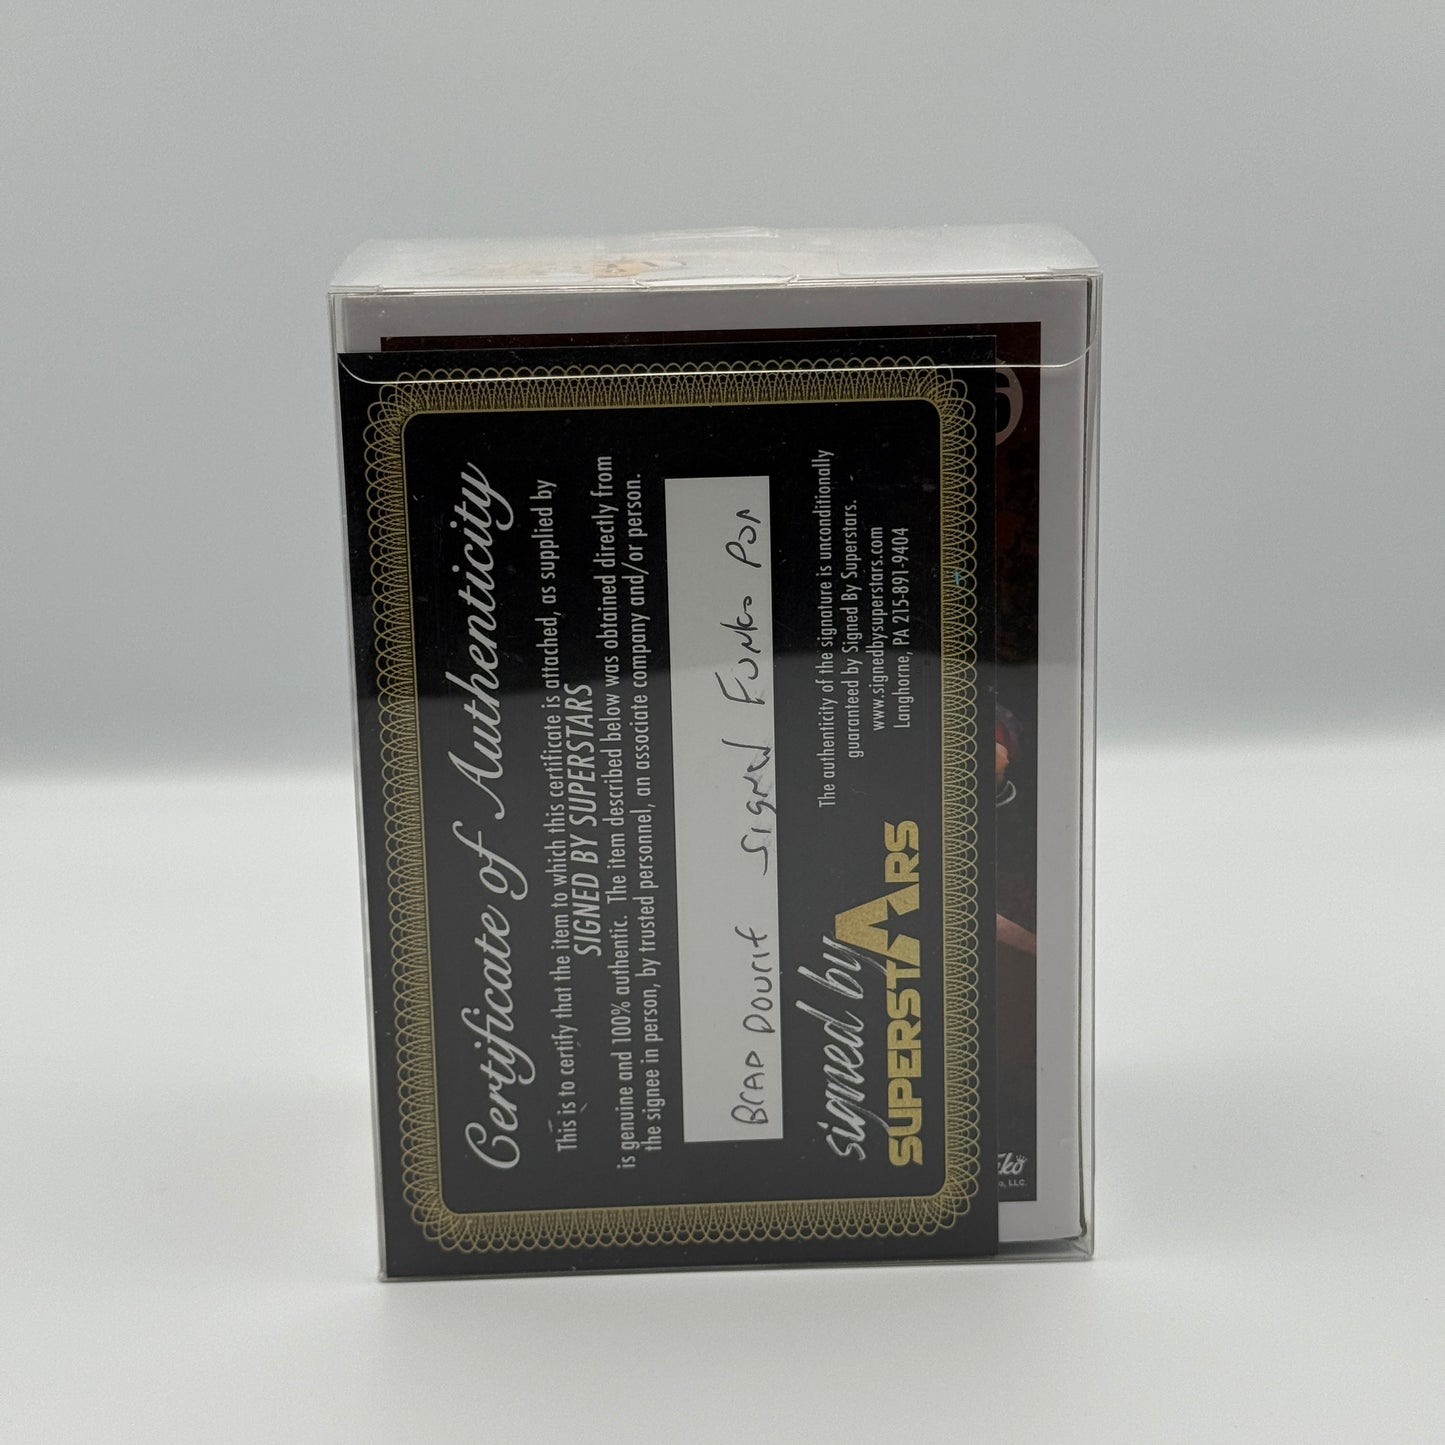 Certificate of Authenticity
This is to certify that the item to which this certificate is attached, as supplied by
SIGNED BY SUPERSTARS
is genuine and 100% authentic. The item described below was obtained directly from
the signee in person, by trusted personnel, an associate company and/or person.
BrAD Dourif Signed Funko Pop
The authenticity of the signature is unconditionally
guaranteed by Signed By Superstars.
www.signedbysuperstars.com
Langhorne, PA 215-891-9404
signed by
SUPERSTARS
LLC.